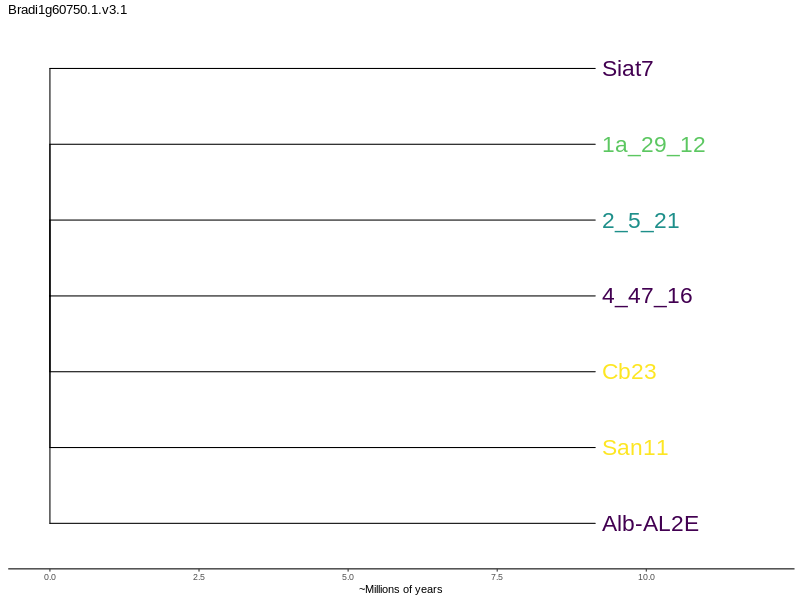 Bradi1g60750.1.v3.1
Siat7
1a_29_12
2_5_21
4_47_16
Cb23
San11
Alb-AL2E
0.0 2.5 5.0 7.5 10.0
~Millions of years